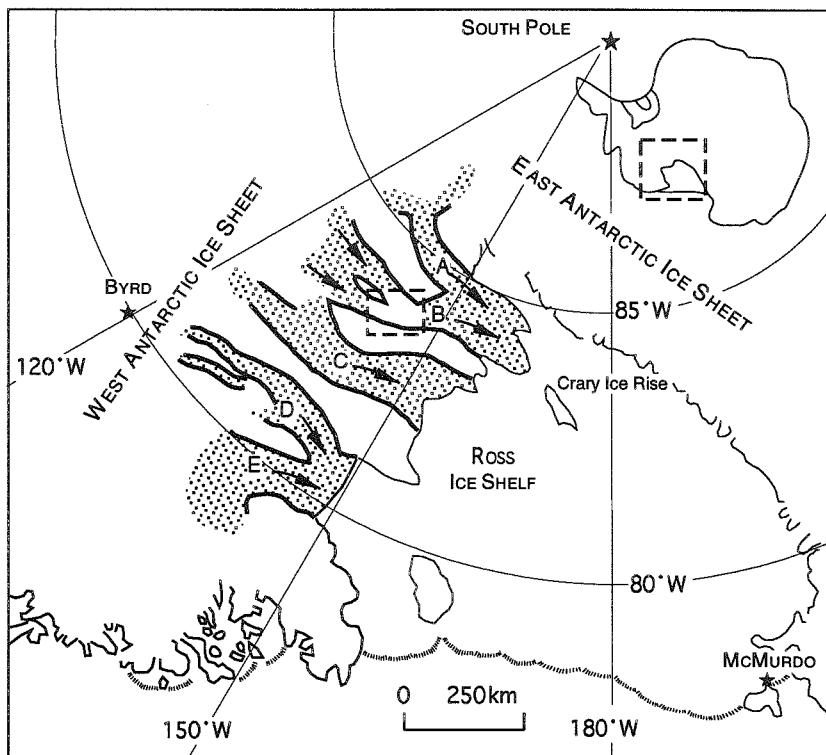 SOUTH POLE
EAST ANTARCTIC ICE SHEET
WEST ANTARCTIC ICE SHEET
A
BYRD
B
85°W
120°W
C
Crary Ice Rise
D
ROSS
ICE SHELF
E
80°W
MCMURDO
0 250km
150°W
180°W